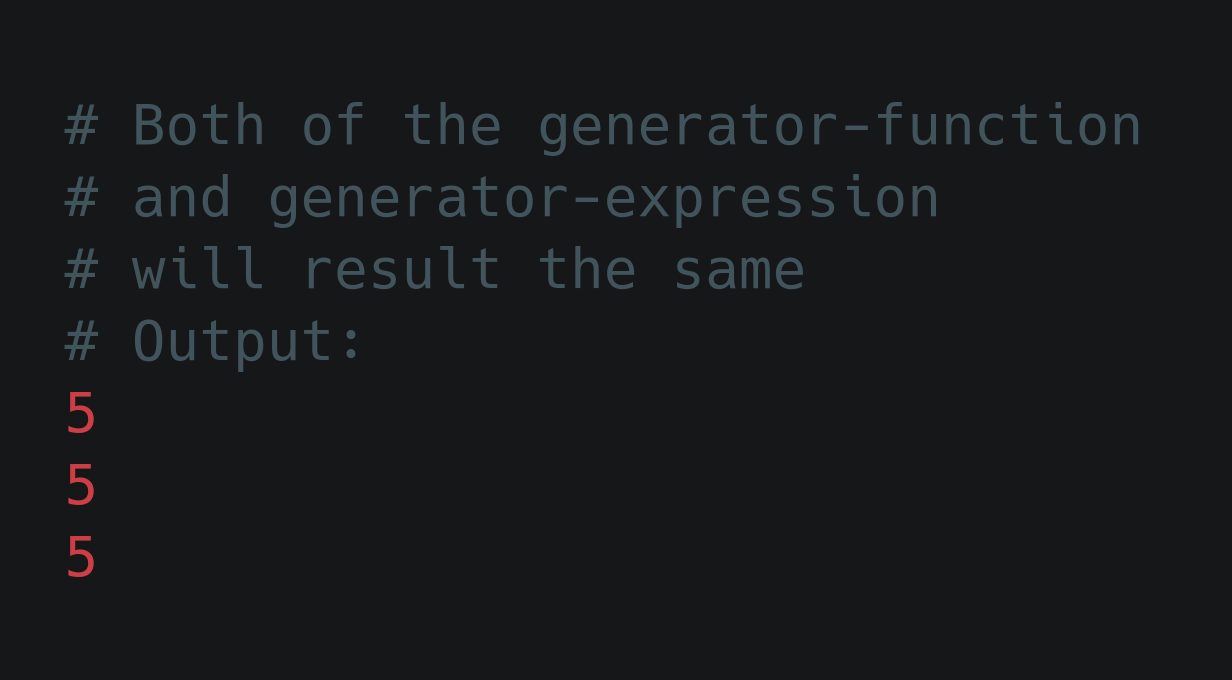 # Both of the generator-function
# and generator-expression
# will result the same
# Output:
5
5
5